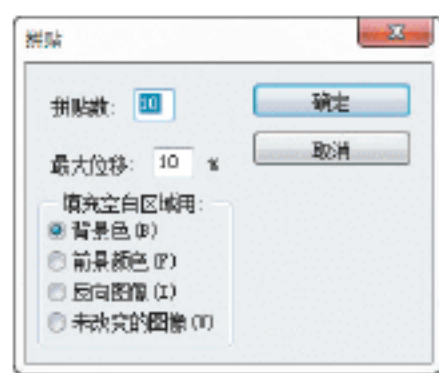 拼贴
拼贴数: 10
确定
最大位移: 10 %
取消
填充空白区域用:
背景色(B)
前景颜色(F)
反向图像(I)
未改变的图像(U)